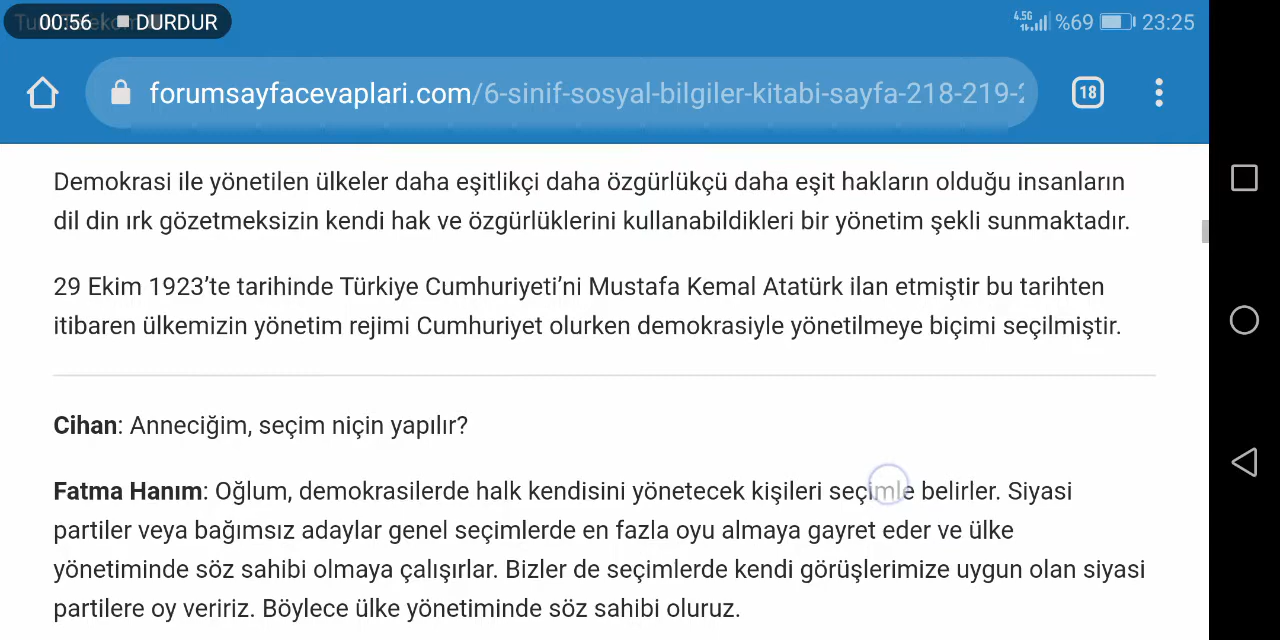 00:56 DURDUR
4.5G %69 23:25
forumsayfacevaplari.com/6-sinif-sosyal-bilgiler-kitabi-sayfa-218-219-
18
Demokrasi ile yönetilen ülkeler daha eşitlikçi daha özgürlükçü daha eşit hakların olduğu insanların
dil din ırk gözetmeksizin kendi hak ve özgürlüklerini kullanabildikleri bir yönetim şekli sunmaktadır.
29 Ekim 1923’te tarihinde Türkiye Cumhuriyeti’ni Mustafa Kemal Atatürk ilan etmiştir bu tarihten
itibaren ülkemizin yönetim rejimi Cumhuriyet olurken demokrasiyle yönetilmeye biçimi seçilmiştir.
Cihan: Anneciğim, seçim niçin yapılır?
Fatma Hanım: Oğlum, demokrasilerde halk kendisini yönetecek kişileri seçimle belirler. Siyasi
partiler veya bağımsız adaylar genel seçimlerde en fazla oyu almaya gayret eder ve ülke
yönetiminde söz sahibi olmaya çalışırlar. Bizler de seçimlerde kendi görüşlerimize uygun olan siyasi
partilere oy veririz. Böylece ülke yönetiminde söz sahibi oluruz.